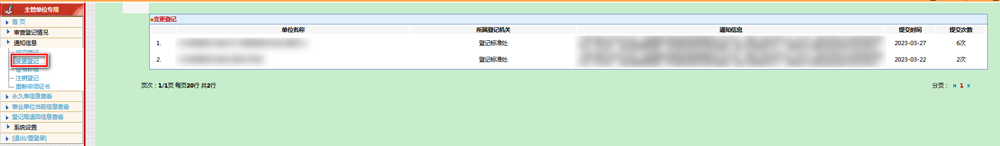 主管单位专用
首 页
审查登记情况
通知信息
设立登记
变更登记
证书补领
注销登记
重新申领证书
永久库信息查看
事业单位当前信息查看
登记局退回信息查看
系统设置
[退出/重登录]
变更登记
单位名称 所属登记机关 通知信息 提交时间 提交次数
1. 登记标准处 2023-03-27 6次
2. 登记标准处 2023-03-22 2次
页次：1/1页 每页20行 共2行 分页： 1